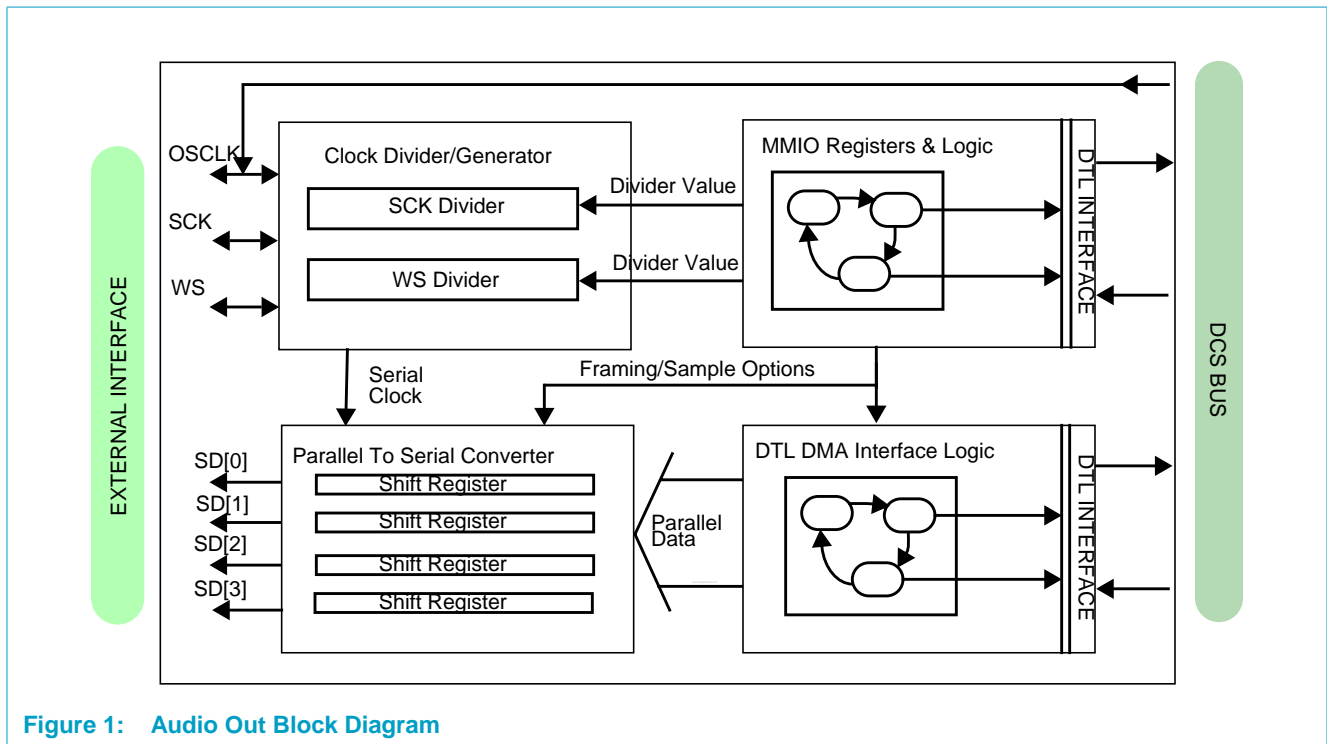 EXTERNAL INTERFACE
OSCLK
SCK
WS
Clock Divider/Generator
SCK Divider
WS Divider
Divider Value
Divider Value
MMIO Registers & Logic
DTL INTERFACE
DCS BUS
Serial
Clock
Framing/Sample Options
SD[0]
SD[1]
SD[2]
SD[3]
Parallel To Serial Converter
Shift Register
Shift Register
Shift Register
Shift Register
Parallel
Data
DTL DMA Interface Logic
DTL INTERFACE
Figure 1: Audio Out Block Diagram